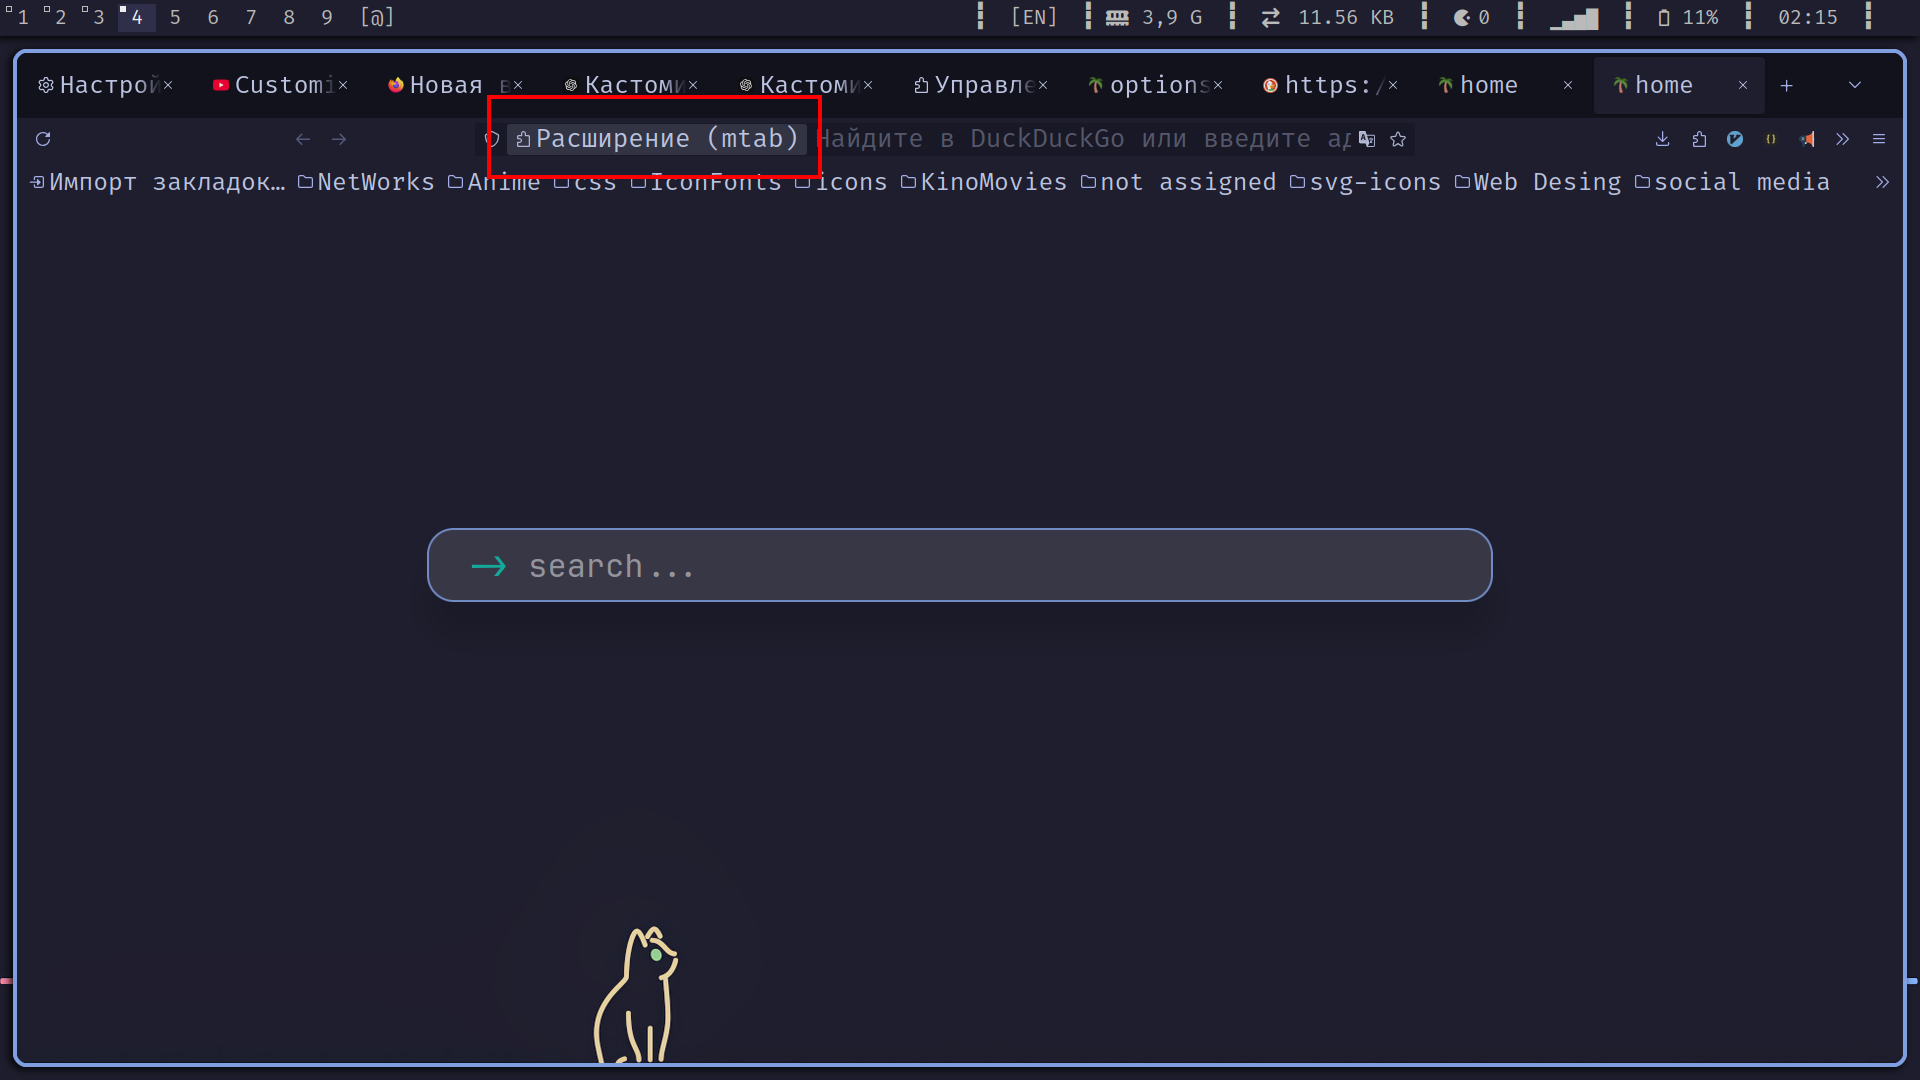 1 2 3 4 5 6 7 8 9 [@] [EN] 3,9 G 11.56 KB 0 11% 02:15
Настрой Customi Новая в Кастоми Кастоми Управле options https:/ home home
Расширение (mtab) Найдите в DuckDuckGo или введите ад
Импорт закладок… NetWorks Anime css IconFonts icons KinoMovies not assigned svg-icons Web Desing social media
search...